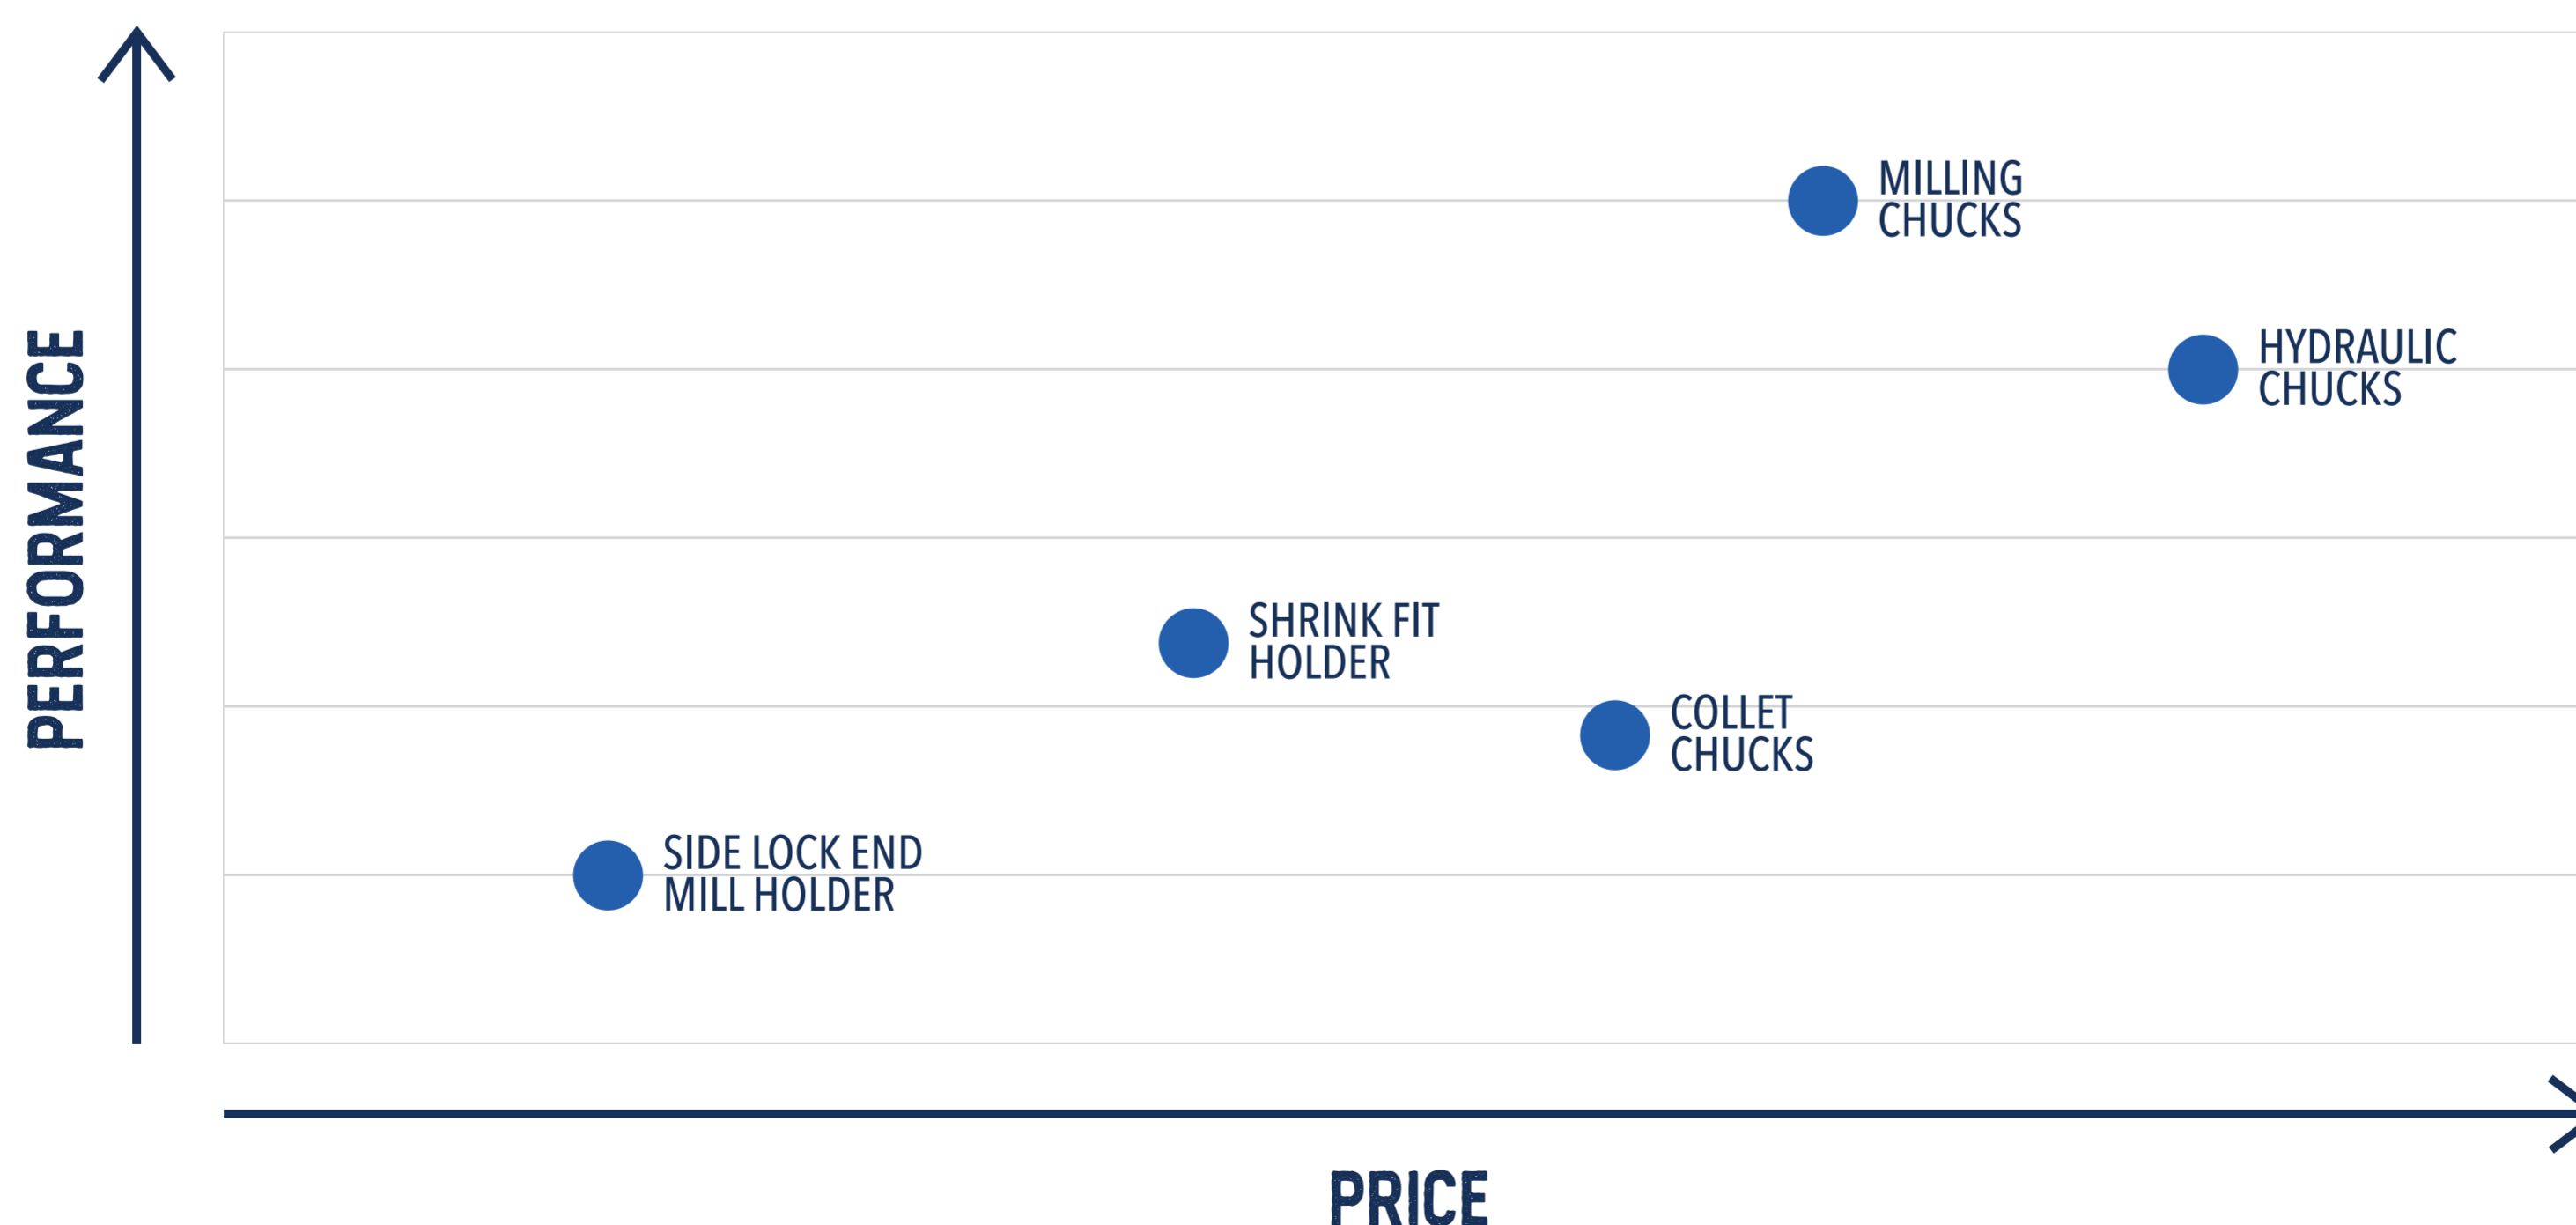 MILLING
CHUCKS
HYDRAULIC
CHUCKS
PERFORMANCE
SHRINK FIT
HOLDER
COLLET
CHUCKS
SIDE LOCK END
MILL HOLDER
PRICE